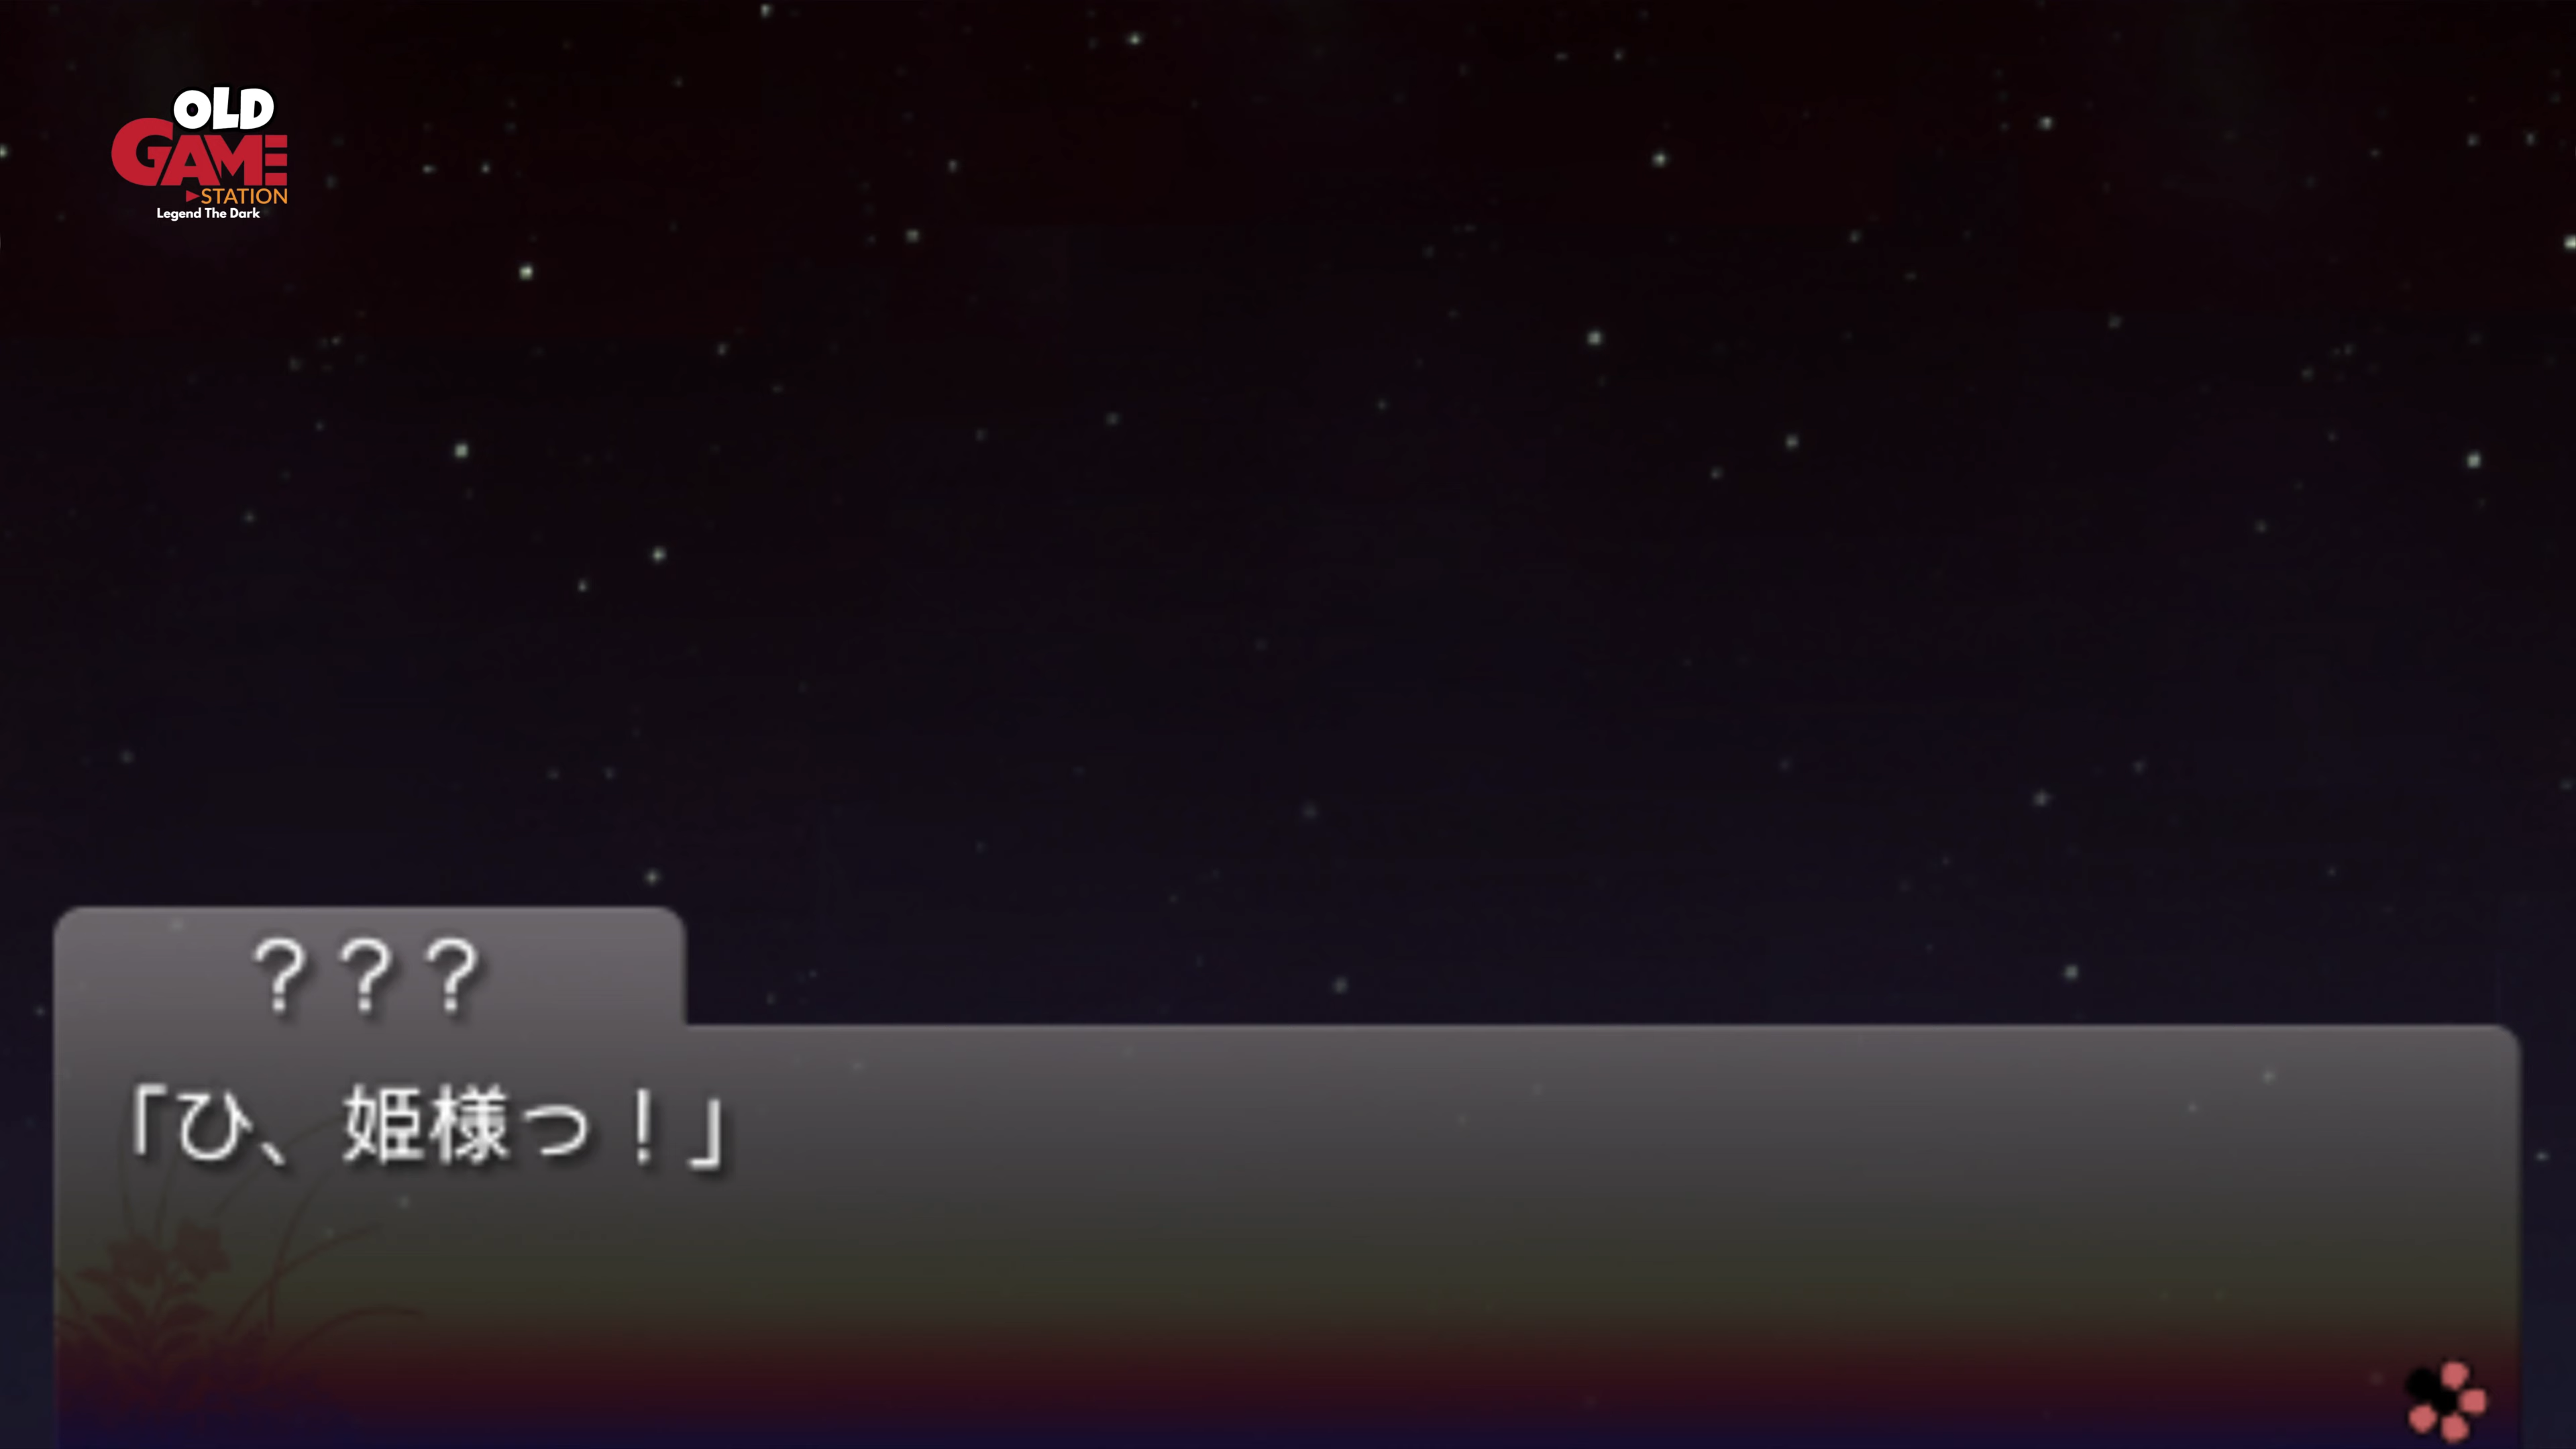 OLD
GAME
STATION
Legend The Dark
？？？
「ひ、姫様っ！」